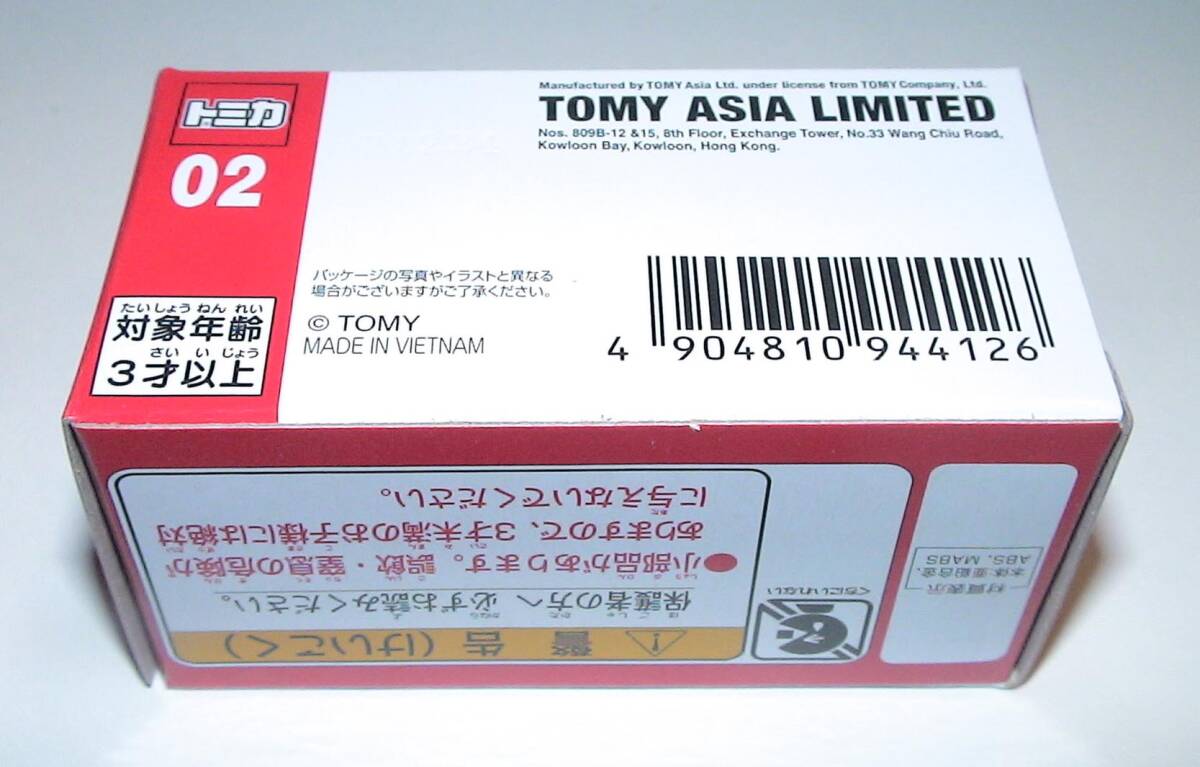 トミカ
02
Manufactured by TOMY Asia Ltd. under license from TOMY Company, Ltd.
TOMY ASIA LIMITED
Nos. 809B-12 &15, 8th Floor, Exchange Tower, No.33 Wang Chiu Road,
Kowloon Bay, Kowloon, Hong Kong.
パッケージの写真やイラストと異なる
場合がございますがご了承ください。
© TOMY
MADE IN VIETNAM
4 904810 944126
たいしょうねんれい
対象年齢
さいいじょう
3才以上
警告(けいこく)
保護者の方へ 必ずお読みください。
●小部品があります。誤飲・窒息の危険が
ありますので、3才未満のお子様には絶対
に与えないでください。
くちにいれない
材質表示
本体:亜鉛合金、
ABS、MABS